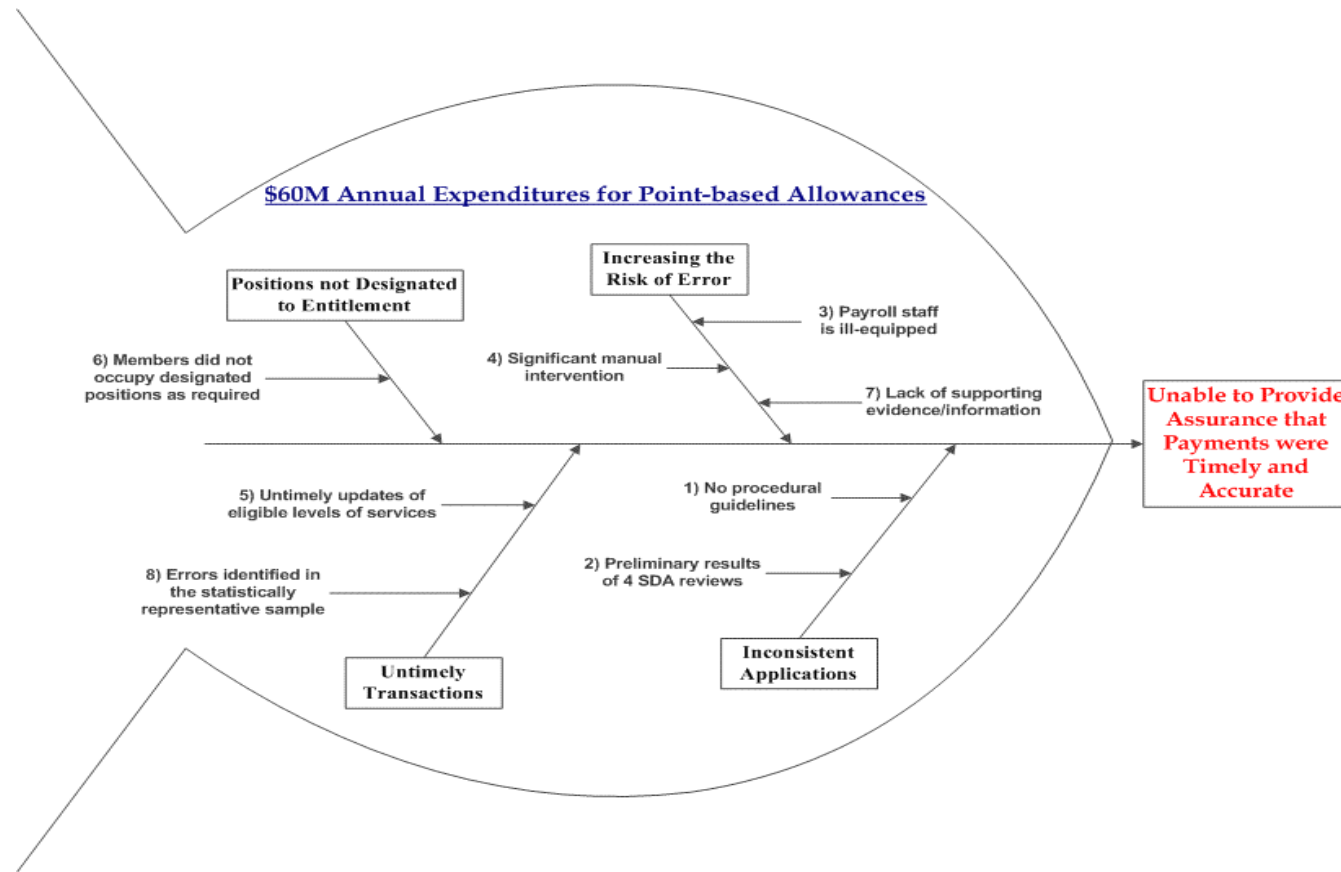 $60M Annual Expenditures for Point-based Allowances
Positions not Designated
to Entitlement
Increasing the
Risk of Error
3) Payroll staff
is ill-equipped
4) Significant manual
intervention
6) Members did not
occupy designated
positions as required
7) Lack of supporting
evidence/information
Unable to Provide
Assurance that
Payments were
Timely and
Accurate
5) Untimely updates of
eligible levels of services
1) No procedural
guidelines
2) Preliminary results
of 4 SDA reviews
8) Errors identified in
the statistically
representative sample
Untimely
Transactions
Inconsistent
Applications